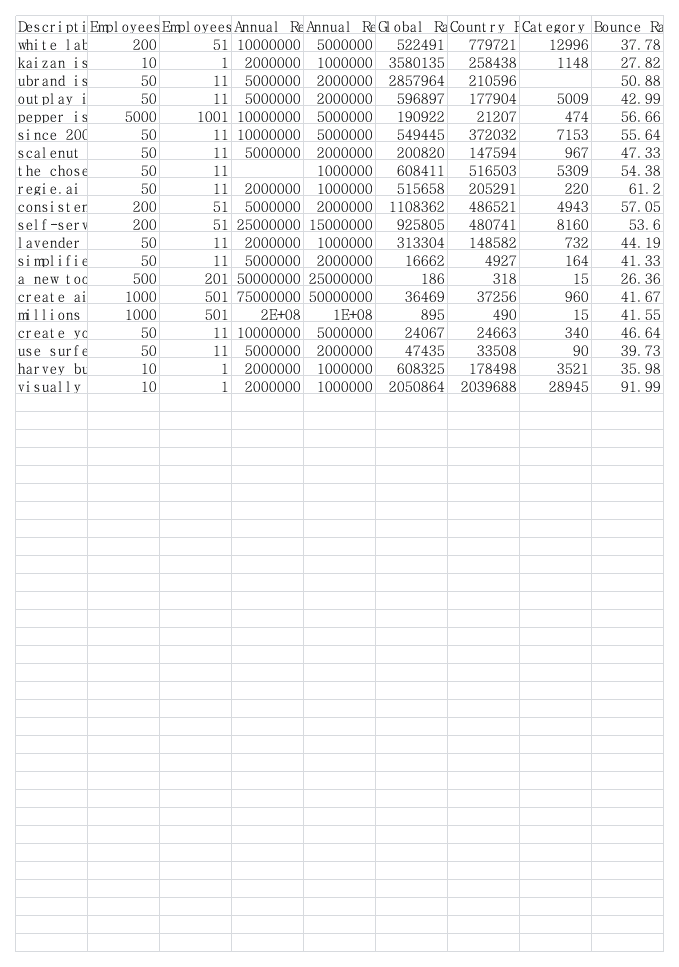 Descripti Employees Employees Annual Re Annual Re Global Ra Country Category Bounce Ra
white lab 200 51 10000000 5000000 522491 779721 12996 37.78
kaizan is 10 1 2000000 1000000 3580135 258438 1148 27.82
ubrand is 50 11 5000000 2000000 2857964 210596 50.88
outplay i 50 11 5000000 2000000 596897 177904 5009 42.99
pepper is 5000 1001 10000000 5000000 190922 21207 474 56.66
since 200 50 11 10000000 5000000 549445 372032 7153 55.64
scalenut 50 11 5000000 2000000 200820 147594 967 47.33
the chose 50 11 1000000 608411 516503 5309 54.38
regie.ai 50 11 2000000 1000000 515658 205291 220 61.2
consister 200 51 5000000 2000000 1108362 486521 4943 57.05
self-serv 200 51 25000000 15000000 925805 480741 8160 53.6
lavender 50 11 2000000 1000000 313304 148582 732 44.19
simplifie 50 11 5000000 2000000 16662 4927 164 41.33
a new too 500 201 50000000 25000000 186 318 15 26.36
create ai 1000 501 75000000 50000000 36469 37256 960 41.67
millions 1000 501 2E+08 1E+08 895 490 15 41.55
create yo 50 11 10000000 5000000 24067 24663 340 46.64
use surfe 50 11 5000000 2000000 47435 33508 90 39.73
harvey bu 10 1 2000000 1000000 608325 178498 3521 35.98
visually 10 1 2000000 1000000 2050864 2039688 28945 91.99